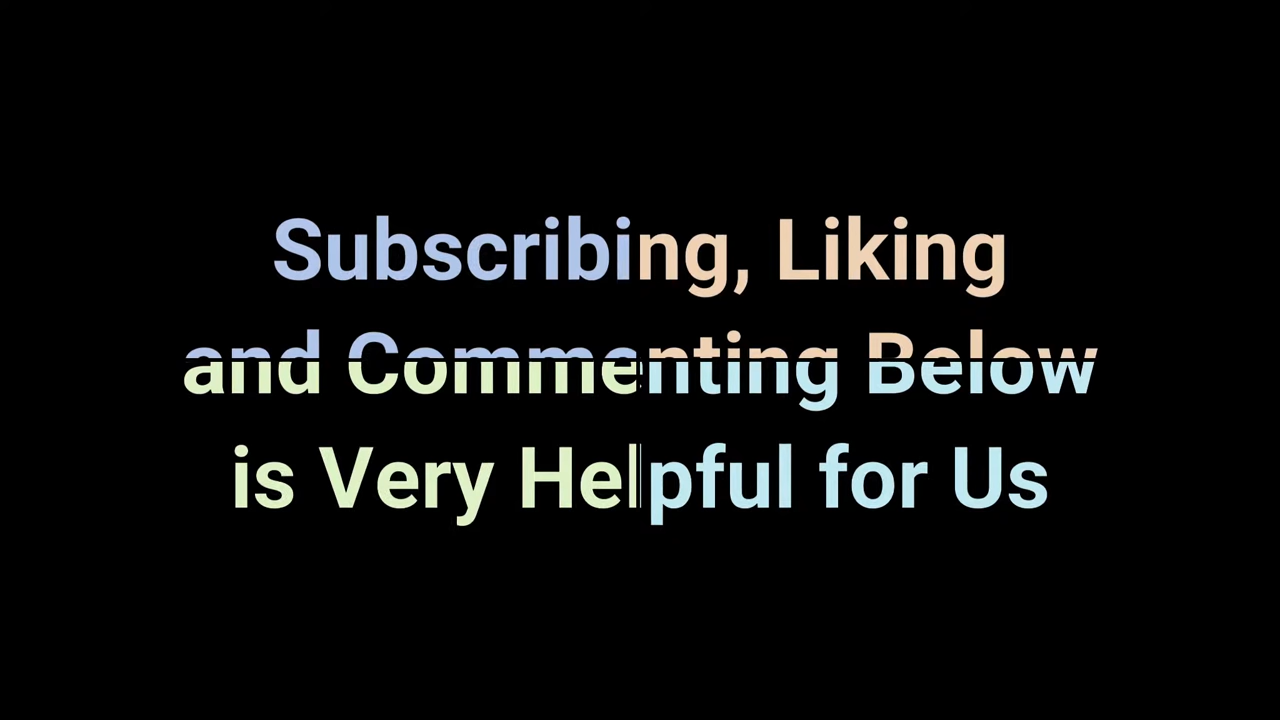 Subscribing, Liking
and Commenting Below
is Very Helpful for Us